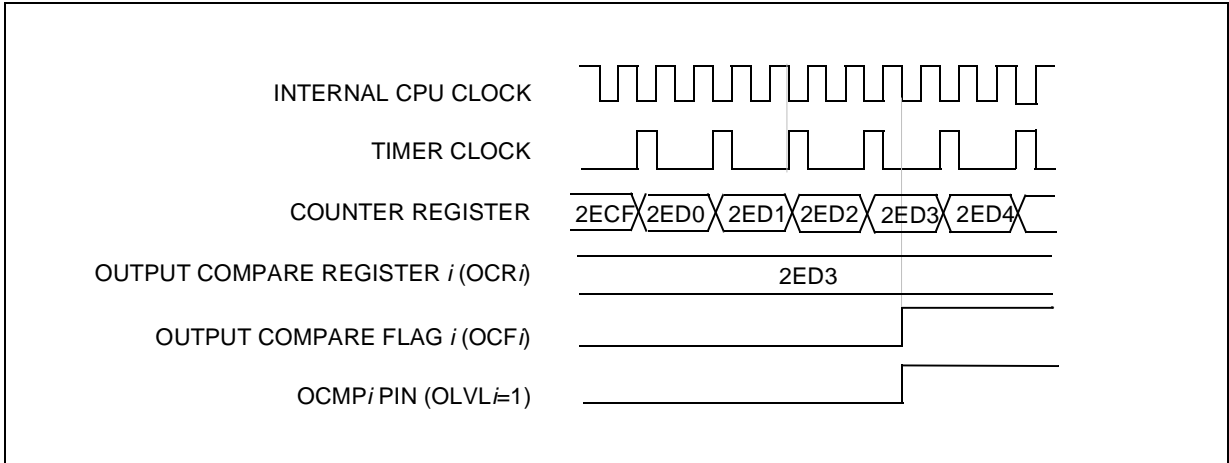 INTERNAL CPU CLOCK
TIMER CLOCK
COUNTER REGISTER 2ECF 2ED0 2ED1 2ED2 2ED3 2ED4
OUTPUT COMPARE REGISTER i (OCRi) 2ED3
OUTPUT COMPARE FLAG i (OCFi)
OCMPi PIN (OLVLi=1)